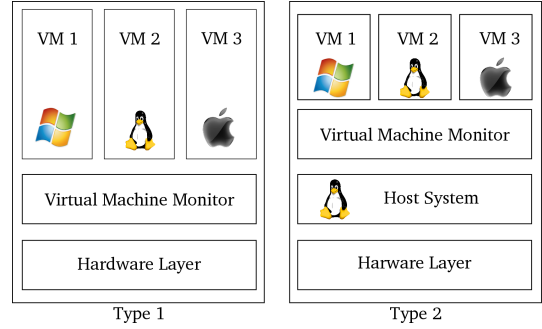 VM 1
VM 2
VM 3
Virtual Machine Monitor
Hardware Layer
Type 1
VM 1
VM 2
VM 3
Virtual Machine Monitor
Host System
Harware Layer
Type 2